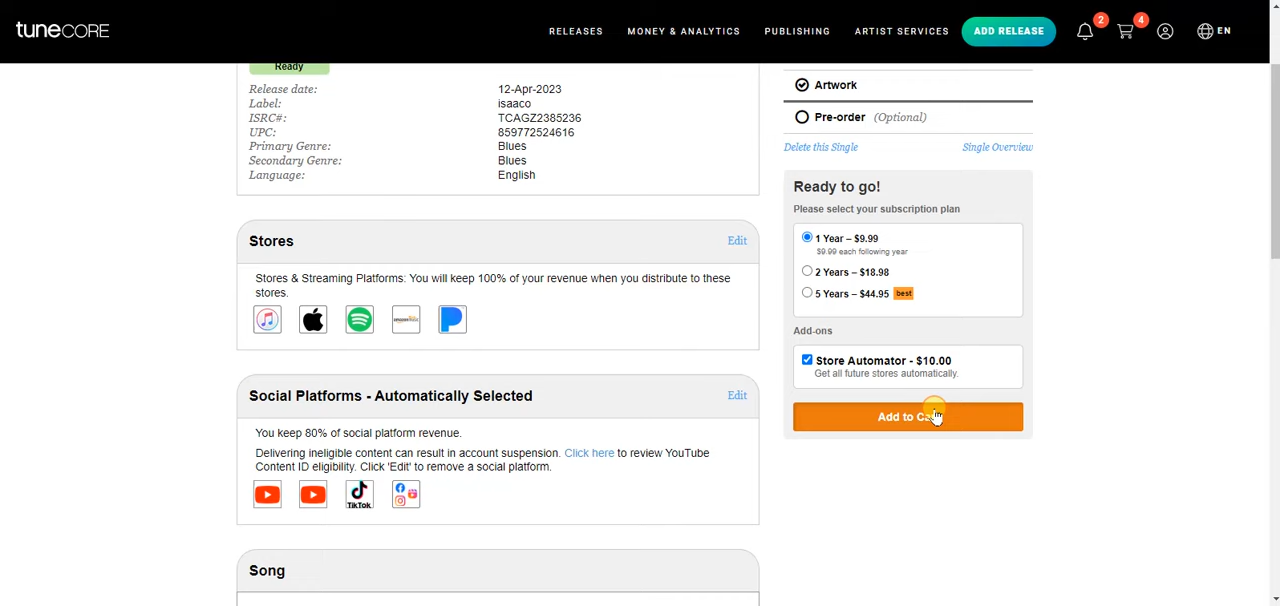 tunecore
RELEASES
MONEY & ANALYTICS
PUBLISHING
ARTIST SERVICES
ADD RELEASE
2
4
EN
Ready
Release date: 12-Apr-2023
Label: isaaco
ISRC#: TCAGZ2385236
UPC: 859772524616
Primary Genre: Blues
Secondary Genre: Blues
Language: English
Stores
Edit
Stores & Streaming Platforms: You will keep 100% of your revenue when you distribute to these
stores.
Social Platforms - Automatically Selected
Edit
You keep 80% of social platform revenue.
Delivering ineligible content can result in account suspension. Click here to review YouTube
Content ID eligibility. Click 'Edit' to remove a social platform.
TikTok
Song
Artwork
Pre-order (Optional)
Delete this Single
Single Overview
Ready to go!
Please select your subscription plan
1 Year – $9.99
$9.99 each following year
2 Years – $18.98
5 Years – $44.95 best
Add-ons
Store Automator - $10.00
Get all future stores automatically.
Add to